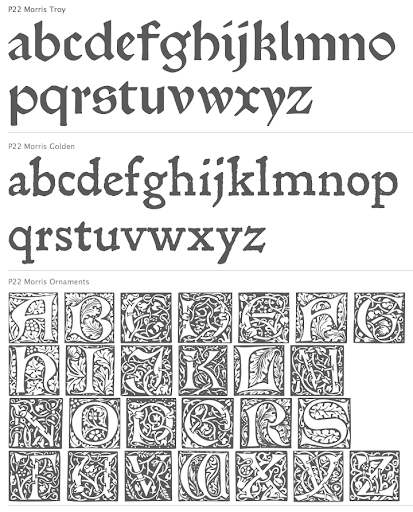 P22 Morris Troy
abcdefghijklmno
pqrstuvwxyz
P22 Morris Golden
abcdefghijklmnop
qrstuvwxyz
P22 Morris Ornaments
A B C D E F G
H I J K L M
N O P Q R S
T U V W X Y Z